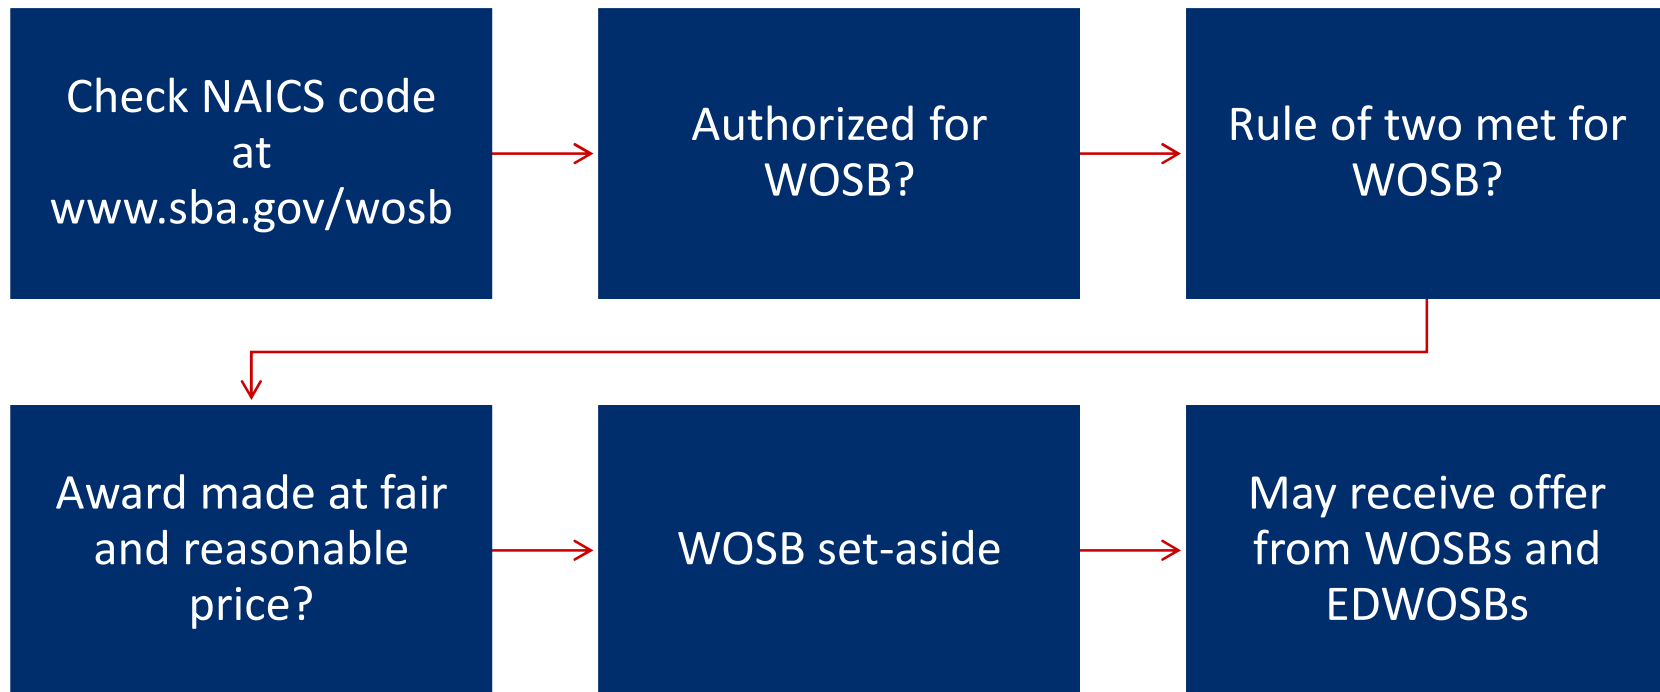 Check NAICS code
at
www.sba.gov/wosb
Authorized for
WOSB?
Rule of two met for
WOSB?
Award made at fair
and reasonable
price?
WOSB set-aside
May receive offer
from WOSBs and
EDWOSBs